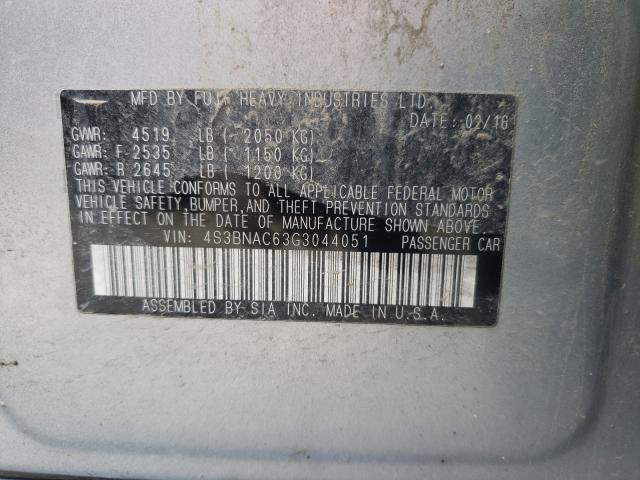 MFD BY FUJI HEAVY INDUSTRIES LTD.
DATE: 02/16
GVWR: 4519 LB ( 2050 KG)
GAWR: F 2535 LB ( 1150 KG)
GAWR: R 2645 LB ( 1200 KG)
THIS VEHICLE CONFORMS TO ALL APPLICABLE FEDERAL MOTOR
VEHICLE SAFETY, BUMPER, AND THEFT PREVENTION STANDARDS
IN EFFECT ON THE DATE OF MANUFACTURE SHOWN ABOVE.
VIN: 4S3BNAC63G3044051 PASSENGER CAR
ASSEMBLED BY SIA INC. MADE IN U.S.A.